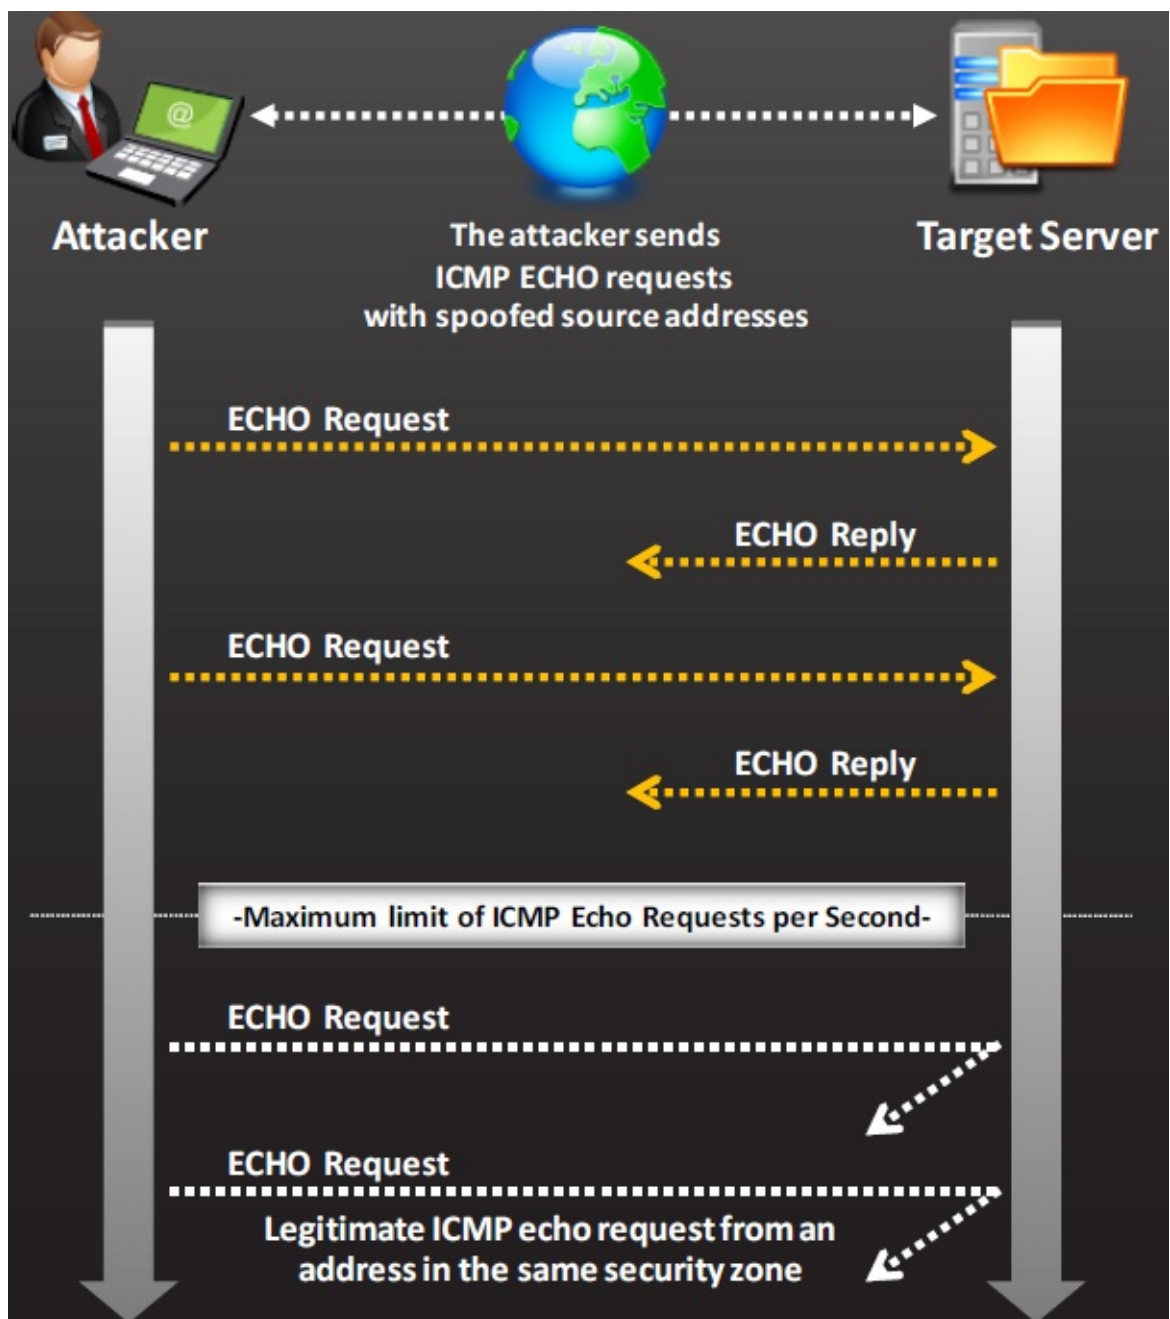 @
Attacker
The attacker sends
ICMP ECHO requests
with spoofed source addresses
Target Server
ECHO Request
ECHO Reply
ECHO Request
ECHO Reply
-Maximum limit of ICMP Echo Requests per Second-
ECHO Request
ECHO Request
Legitimate ICMP echo request from an
address in the same security zone